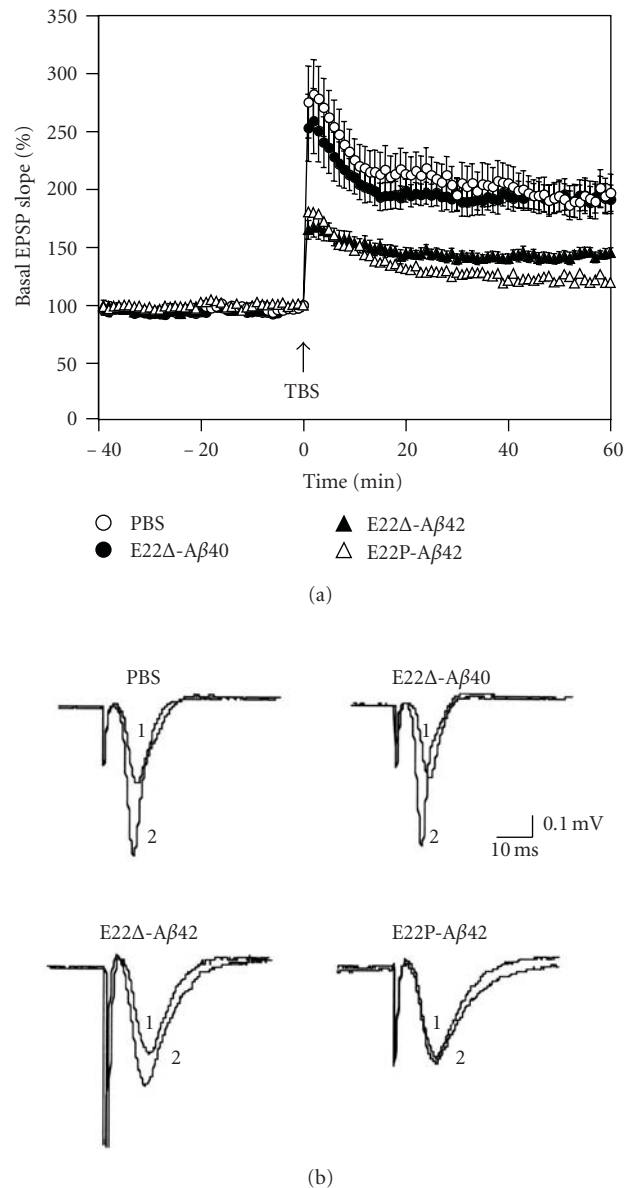 Basal EPSP slope (%)
350
300
250
200
150
100
50
0
TBS
– 40
– 20
0
20
40
60
Time (min)
PBS
E22Δ-Aβ42
E22Δ-Aβ40
E22P-Aβ42
(a)
PBS
E22Δ-Aβ40
1
1
2
2
0.1 mV
10 ms
E22Δ-Aβ42
E22P-Aβ42
1
1
2
2
(b)